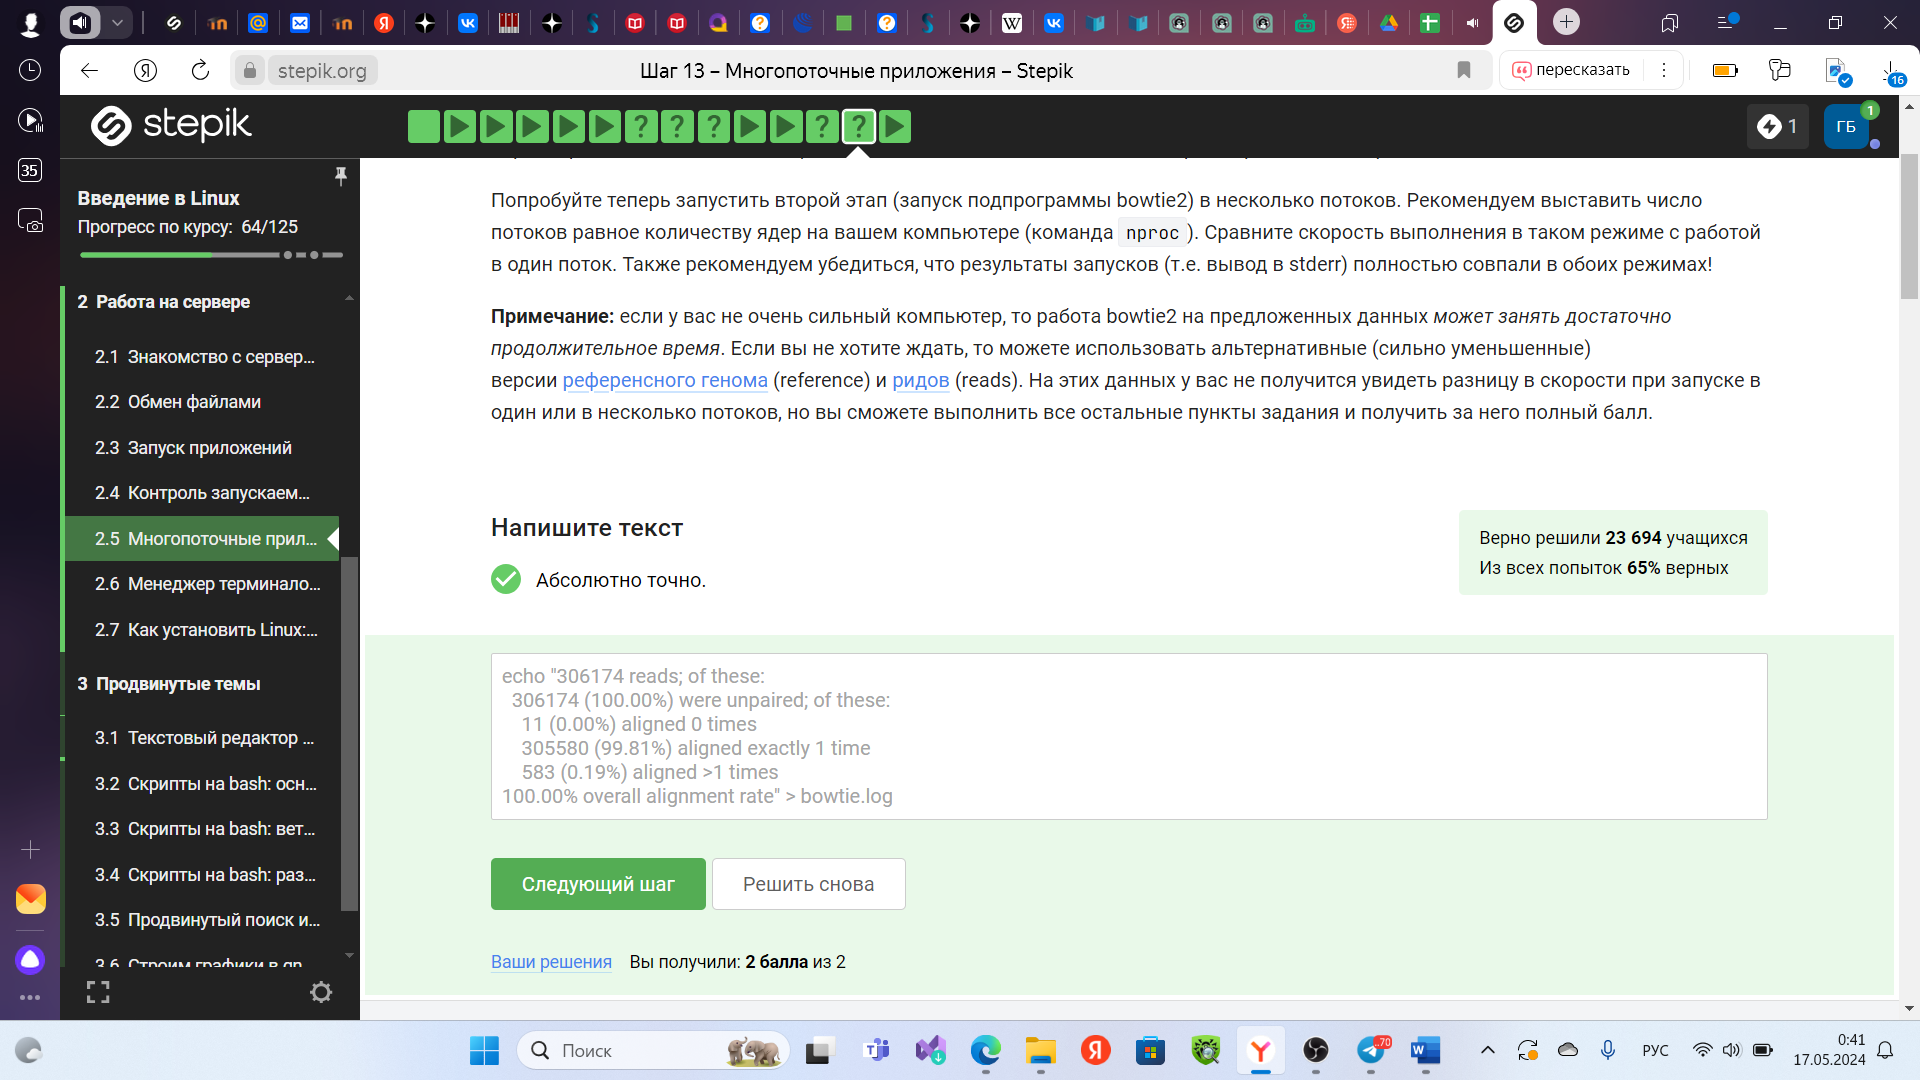 stepik.org
Шаг 13 – Многопоточные приложения – Stepik
пересказать
16
35
stepik
1
ГБ
1
Введение в Linux
Прогресс по курсу: 64/125
2 Работа на сервере
2.1 Знакомство с сервер...
2.2 Обмен файлами
2.3 Запуск приложений
2.4 Контроль запускаем...
2.5 Многопоточные прил...
2.6 Менеджер терминало...
2.7 Как установить Linux:...
3 Продвинутые темы
3.1 Текстовый редактор ...
3.2 Скрипты на bash: осн...
3.3 Скрипты на bash: вет...
3.4 Скрипты на bash: раз...
3.5 Продвинутый поиск и...
3.6 Строим графики в gn...
Попробуйте теперь запустить второй этап (запуск подпрограммы bowtie2) в несколько потоков. Рекомендуем выставить число
потоков равное количеству ядер на вашем компьютере (команда nproc ). Сравните скорость выполнения в таком режиме с работой
в один поток. Также рекомендуем убедиться, что результаты запусков (т.е. вывод в stderr) полностью совпали в обоих режимах!
Примечание: если у вас не очень сильный компьютер, то работа bowtie2 на предложенных данных может занять достаточно
продолжительное время. Если вы не хотите ждать, то можете использовать альтернативные (сильно уменьшенные)
версии референсного генома (reference) и ридов (reads). На этих данных у вас не получится увидеть разницу в скорости при запуске в
один или в несколько потоков, но вы сможете выполнить все остальные пункты задания и получить за него полный балл.
Напишите текст
Абсолютно точно.
Верно решили 23 694 учащихся
Из всех попыток 65% верных
echo "306174 reads; of these:
306174 (100.00%) were unpaired; of these:
11 (0.00%) aligned 0 times
305580 (99.81%) aligned exactly 1 time
583 (0.19%) aligned >1 times
100.00% overall alignment rate" > bowtie.log
Следующий шаг
Решить снова
Ваши решения Вы получили: 2 балла из 2
Поиск
РУС
0:41
17.05.2024